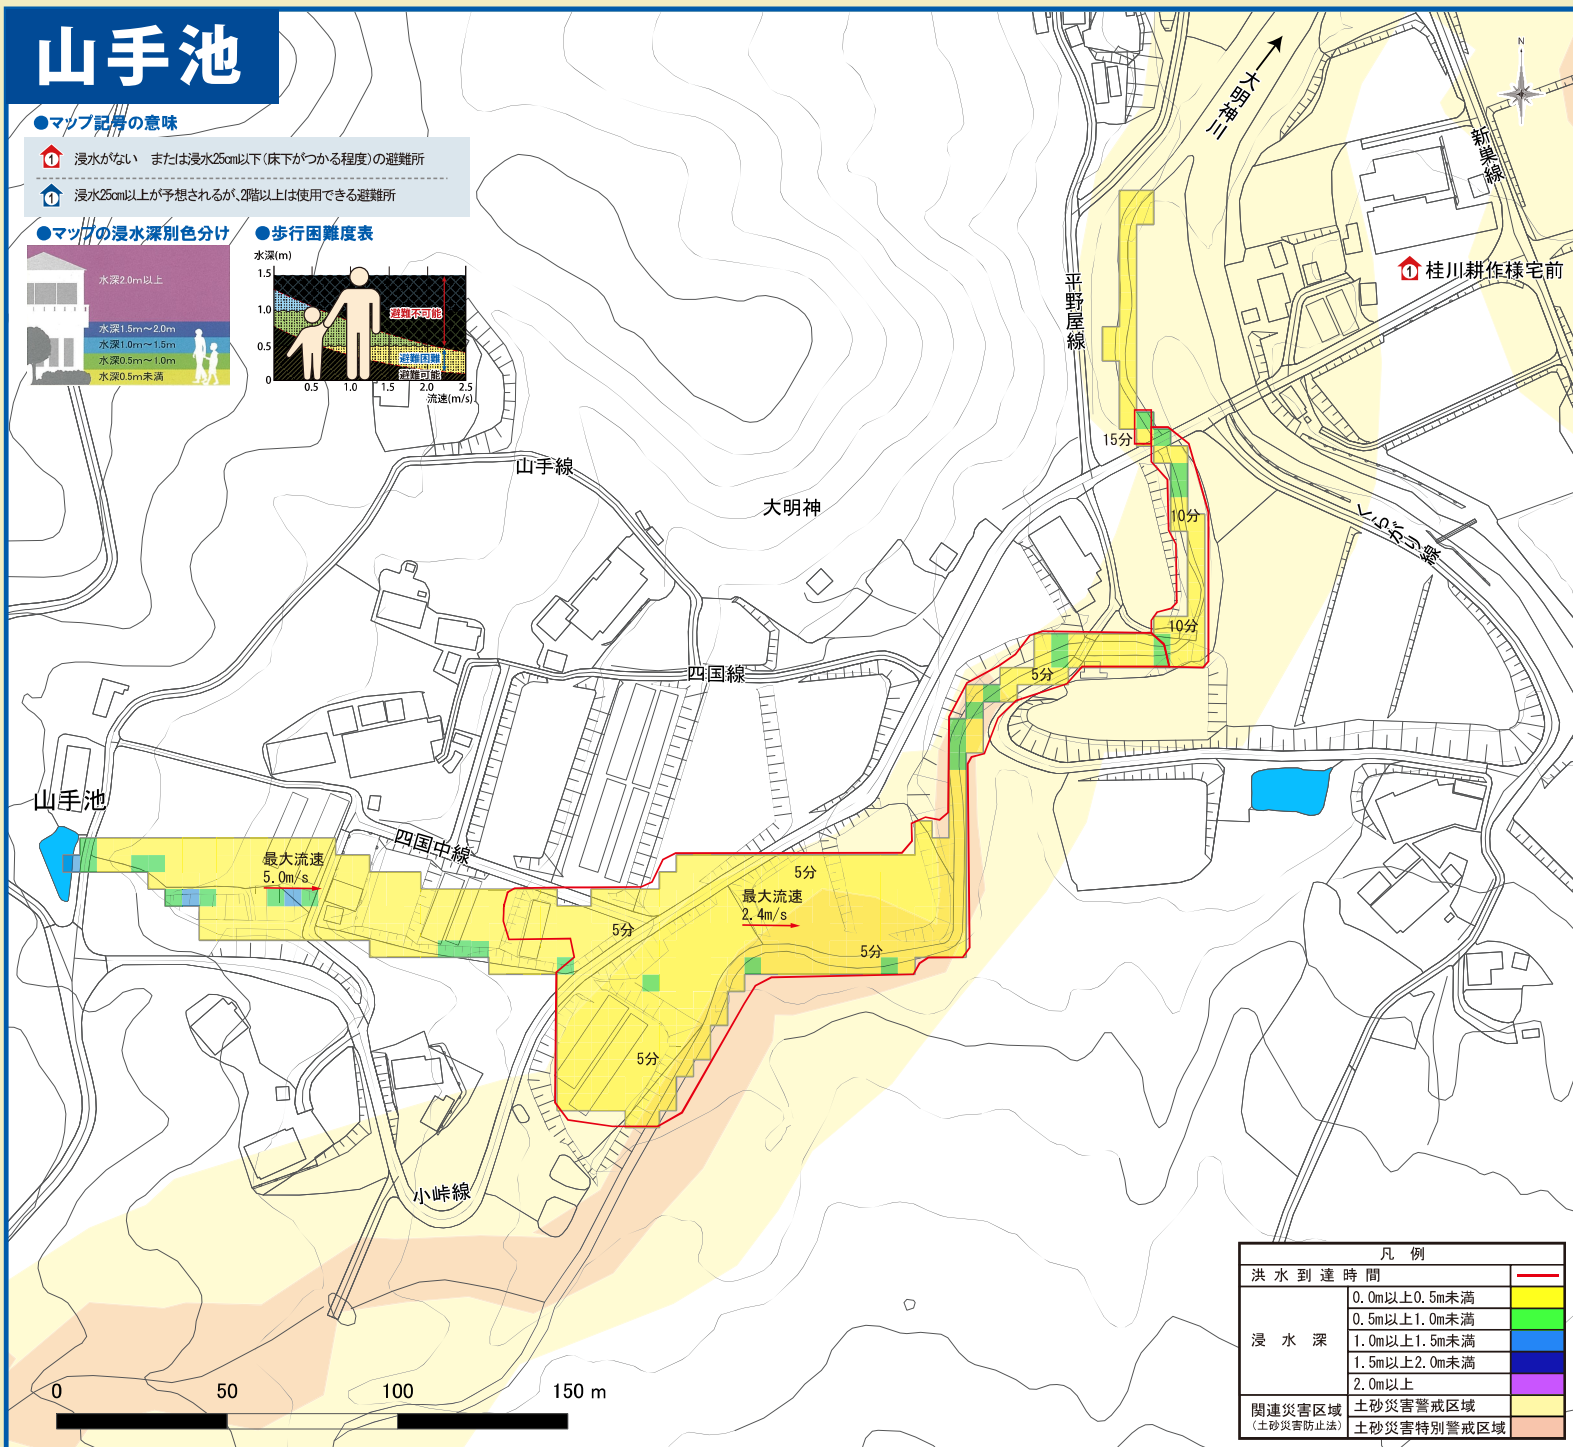 山手池
●マップ記号の意味
1 浸水がない または浸水25cm以下(床下がつかる程度)の避難所
1 浸水25cm以上が予想されるが、2階以上は使用できる避難所
●マップの浸水深別色分け
水深2.0m以上
水深1.5m～2.0m
水深1.0m～1.5m
水深0.5m～1.0m
水深0.5m未満
●歩行困難度表
水深(m)
1.5
1.0
0.5
0
避難不可能
避難困難
避難可能
0.5 1.0 1.5 2.0 2.5
流速(m/s)
N
大明神川
新巣線
平野屋線
1 桂川耕作様宅前
15分
山手線
大明神
10分
くらがり線
10分
四国線
5分
山手池
四国中線
最大流速
5.0m/s
5分
最大流速
2.4m/s
5分
5分
5分
小峠線
0 50 100 150 m
凡 例
洪水到達時間
浸水深
0.0m以上0.5m未満
0.5m以上1.0m未満
1.0m以上1.5m未満
1.5m以上2.0m未満
2.0m以上
関連災害区域
(土砂災害防止法)
土砂災害警戒区域
土砂災害特別警戒区域